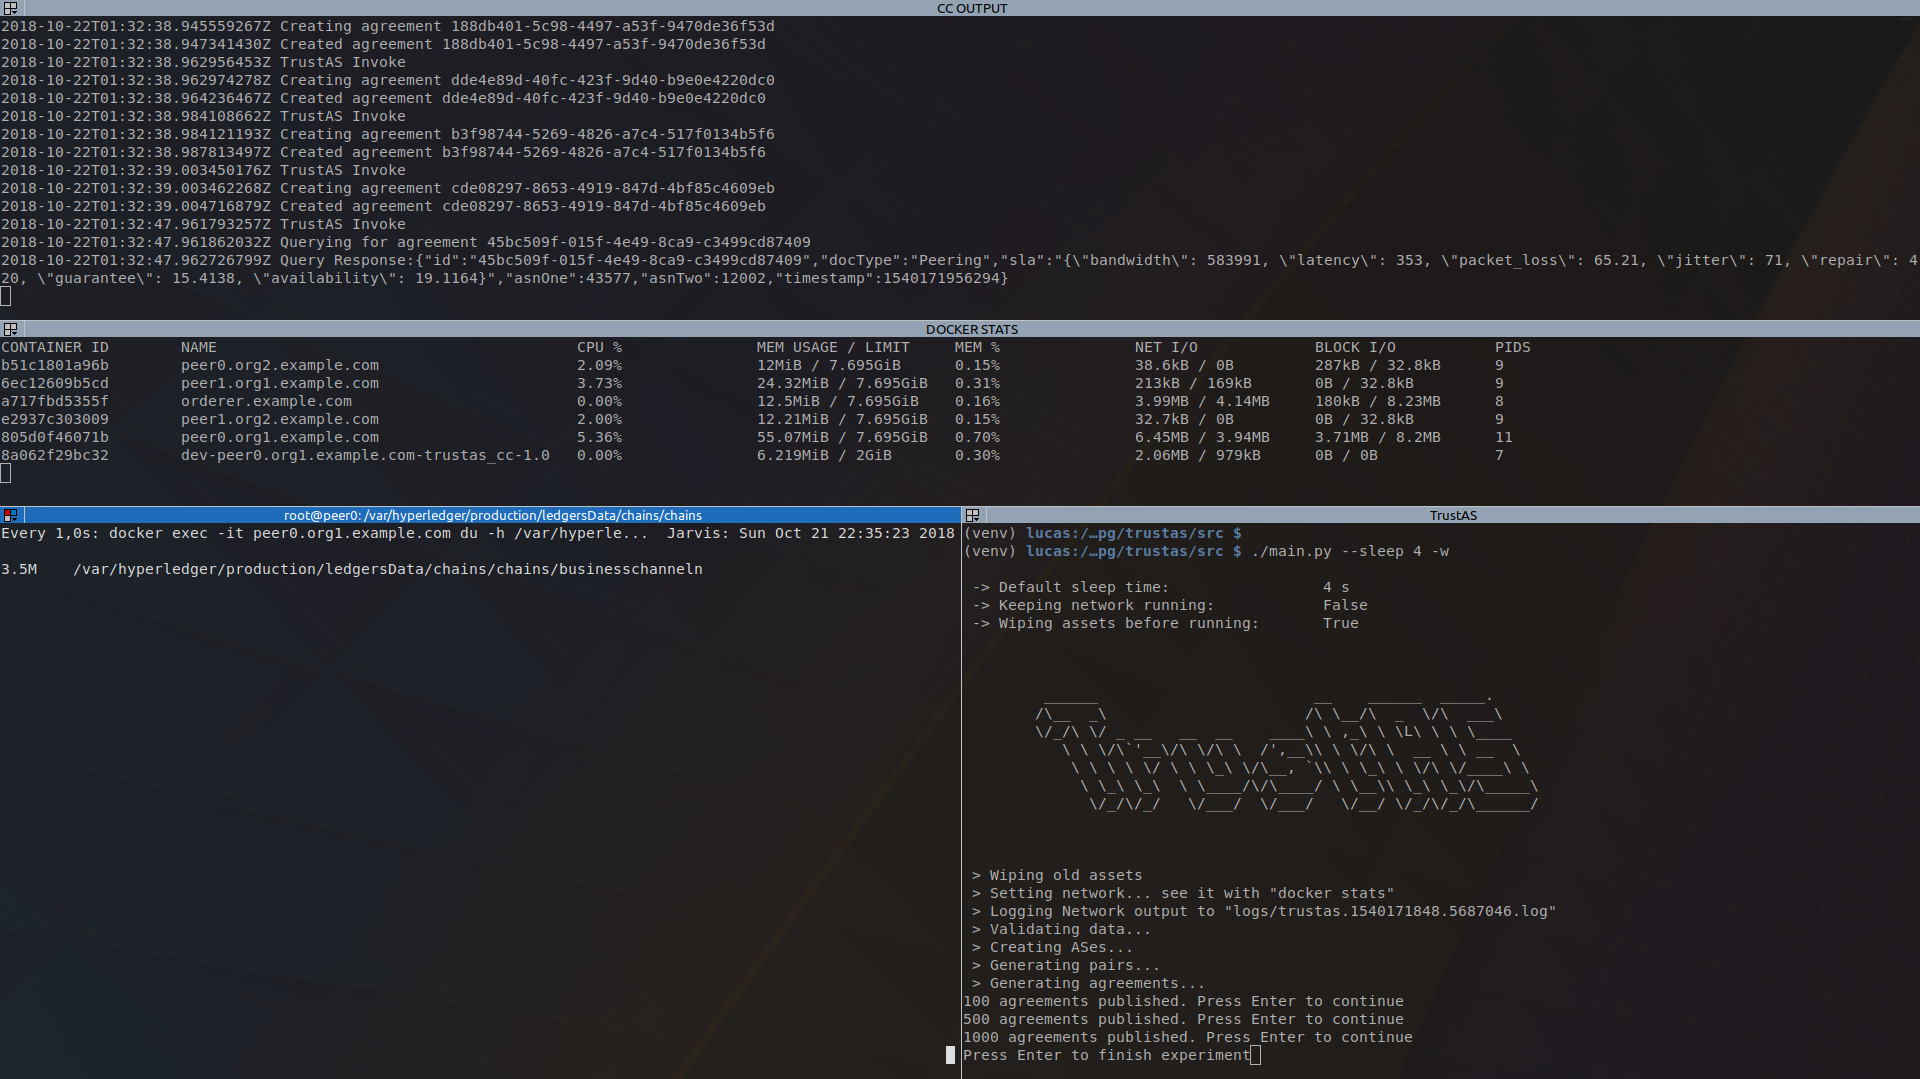 CC OUTPUT
2018-10-22T01:32:38.945559267Z Creating agreement 188db401-5c98-4497-a53f-9470de36f53d
2018-10-22T01:32:38.947341430Z Created agreement 188db401-5c98-4497-a53f-9470de36f53d
2018-10-22T01:32:38.962956453Z TrustAS Invoke
2018-10-22T01:32:38.962974278Z Creating agreement dde4e89d-40fc-423f-9d40-b9e0e4220dc0
2018-10-22T01:32:38.964236467Z Created agreement dde4e89d-40fc-423f-9d40-b9e0e4220dc0
2018-10-22T01:32:38.984108662Z TrustAS Invoke
2018-10-22T01:32:38.984121193Z Creating agreement b3f98744-5269-4826-a7c4-517f0134b5f6
2018-10-22T01:32:38.987813497Z Created agreement b3f98744-5269-4826-a7c4-517f0134b5f6
2018-10-22T01:32:39.003450176Z TrustAS Invoke
2018-10-22T01:32:39.003462268Z Creating agreement cde08297-8653-4919-847d-4bf85c4609eb
2018-10-22T01:32:39.004716879Z Created agreement cde08297-8653-4919-847d-4bf85c4609eb
2018-10-22T01:32:47.961793257Z TrustAS Invoke
2018-10-22T01:32:47.961862032Z Querying for agreement 45bc509f-015f-4e49-8ca9-c3499cd87409
2018-10-22T01:32:47.962726799Z Query Response:{"id":"45bc509f-015f-4e49-8ca9-c3499cd87409","docType":"Peering","sla":"{\"bandwidth\": 583991, \"latency\": 353, \"packet_loss\": 65.21, \"jitter\": 71, \"repair\": 4
20, \"guarantee\": 15.4138, \"availability\": 19.1164}","asnOne":43577,"asnTwo":12002,"timestamp":1540171956294}
DOCKER STATS
CONTAINER ID NAME CPU % MEM USAGE / LIMIT MEM % NET I/O BLOCK I/O PIDS
b51c1801a96b peer0.org2.example.com 2.09% 12MiB / 7.695GiB 0.15% 38.6kB / 0B 287kB / 32.8kB 9
6ec12609b5cd peer1.org1.example.com 3.73% 24.32MiB / 7.695GiB 0.31% 213kB / 169kB 0B / 32.8kB 9
a717fbd5355f orderer.example.com 0.00% 12.5MiB / 7.695GiB 0.16% 3.99MB / 4.14MB 180kB / 8.23MB 8
e2937c303009 peer1.org2.example.com 2.00% 12.21MiB / 7.695GiB 0.15% 32.7kB / 0B 0B / 32.8kB 9
805d0f46071b peer0.org1.example.com 5.36% 55.07MiB / 7.695GiB 0.70% 6.45MB / 3.94MB 3.71MB / 8.2MB 11
8a062f29bc32 dev-peer0.org1.example.com-trustas_cc-1.0 0.00% 6.219MiB / 2GiB 0.30% 2.06MB / 979kB 0B / 0B 7
root@peer0: /var/hyperledger/production/ledgersData/chains/chains
Every 1,0s: docker exec -it peer0.org1.example.com du -h /var/hyperle... Jarvis: Sun Oct 21 22:35:23 2018
3.5M /var/hyperledger/production/ledgersData/chains/chains/businesschanneln
TrustAS
(venv) lucas:/…pg/trustas/src $
(venv) lucas:/…pg/trustas/src $ ./main.py --sleep 4 -w
-> Default sleep time: 4 s
-> Keeping network running: False
-> Wiping assets before running: True
TrustAS
> Wiping old assets
> Setting network... see it with "docker stats"
> Logging Network output to "logs/trustas.1540171848.5687046.log"
> Validating data...
> Creating ASes...
> Generating pairs...
> Generating agreements...
100 agreements published. Press Enter to continue
500 agreements published. Press Enter to continue
1000 agreements published. Press Enter to continue
Press Enter to finish experiment